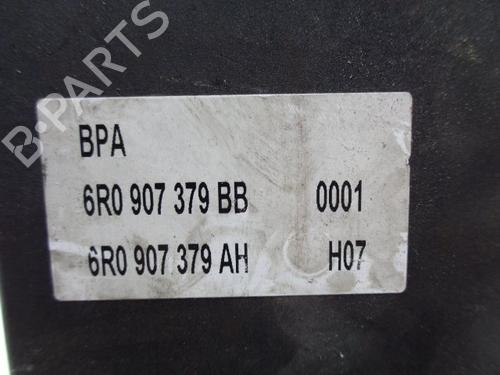 B-PARTS
BPA
6R0 907 379 BB 0001
6R0 907 379 AH H07